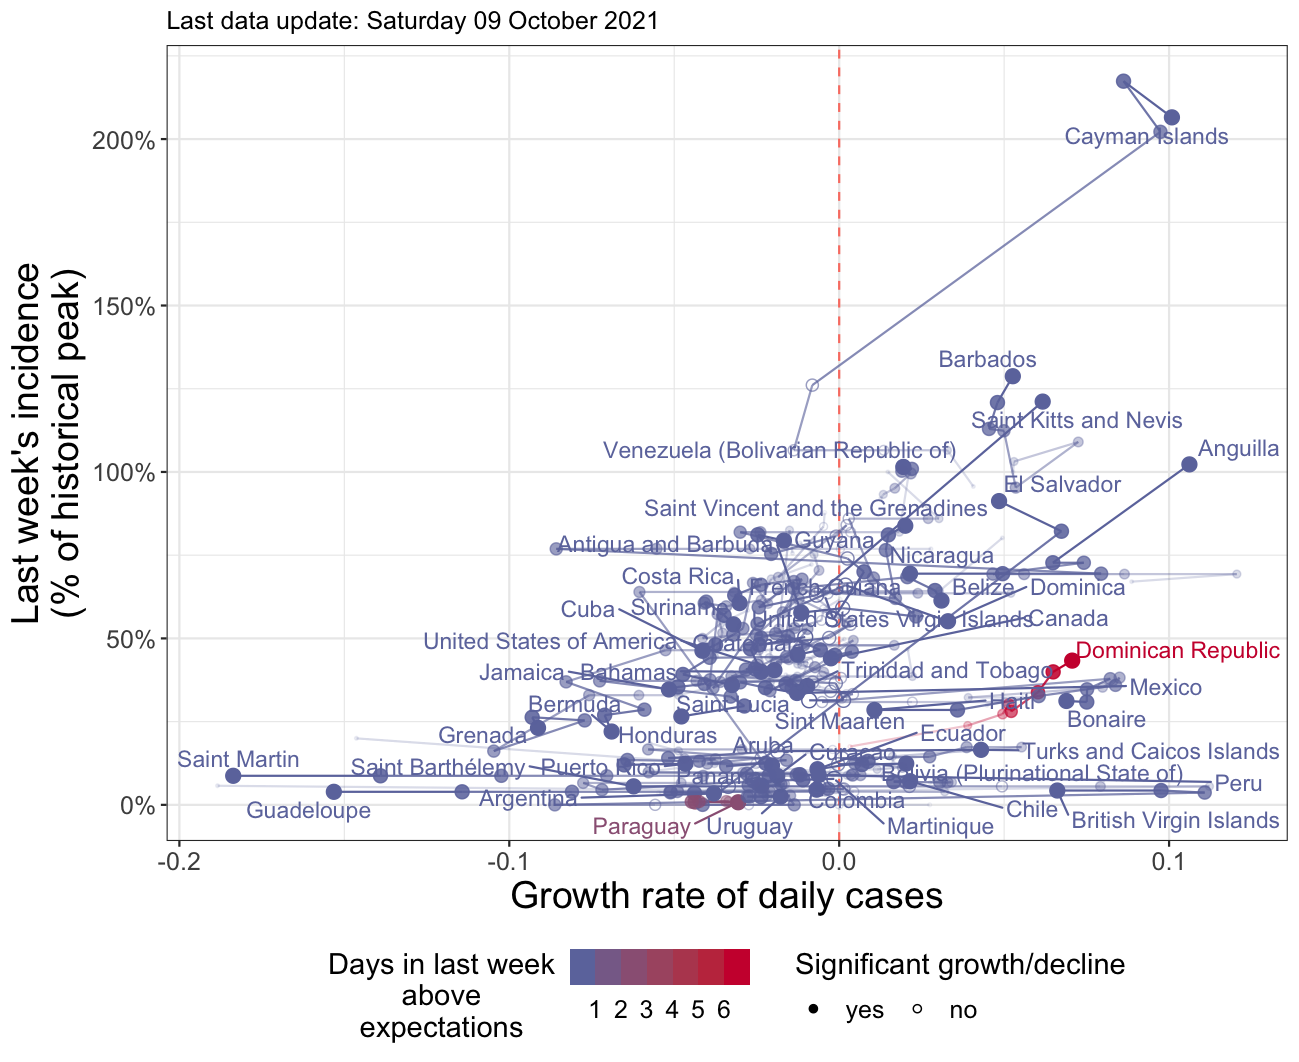 Last data update: Saturday 09 October 2021
Last week's incidence
(% of historical peak)
200%
150%
100%
50%
0%
Cayman Islands
Barbados
Saint Kitts and Nevis
Venezuela (Bolivarian Republic of)
Anguilla
El Salvador
Saint Vincent and the Grenadines
Antigua and Barbuda
Guyana
Nicaragua
Costa Rica
French Guiana
Belize
Dominica
Cuba
Suriname
United States Virgin Islands
Canada
United States of America
Dominican Republic
Jamaica
Bahamas
Trinidad and Tobago
Mexico
Bermuda
Saint Lucia
Haiti
Sint Maarten
Bonaire
Grenada
Honduras
Ecuador
Aruba
Curaçao
Turks and Caicos Islands
Saint Martin
Saint Barthélemy
Puerto Rico
Panama
Bolivia (Plurinational State of)
Peru
Guadeloupe
Argentina
Colombia
Chile
British Virgin Islands
Paraguay
Uruguay
Martinique
-0.2
-0.1
0.0
0.1
Growth rate of daily cases
Days in last week
above
expectations
1 2 3 4 5 6
Significant growth/decline
yes
no